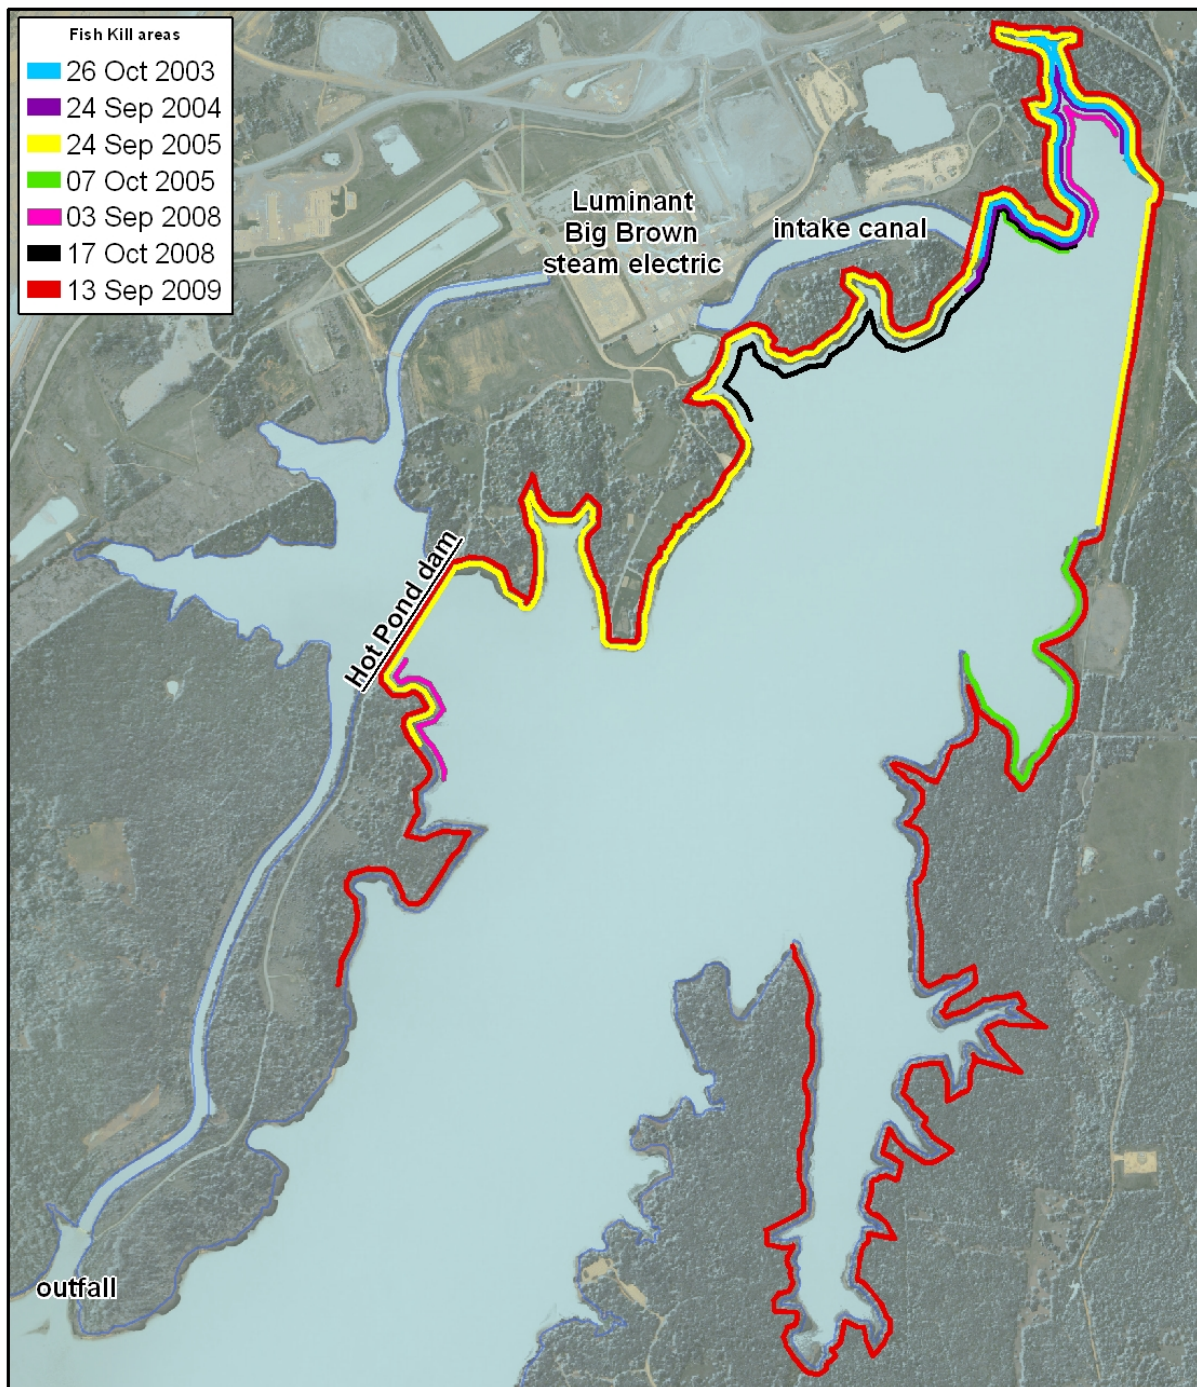 Fish Kill areas
26 Oct 2003
24 Sep 2004
24 Sep 2005
07 Oct 2005
03 Sep 2008
17 Oct 2008
13 Sep 2009
Luminant
Big Brown
steam electric
intake canal
Hot Pond dam
outfall